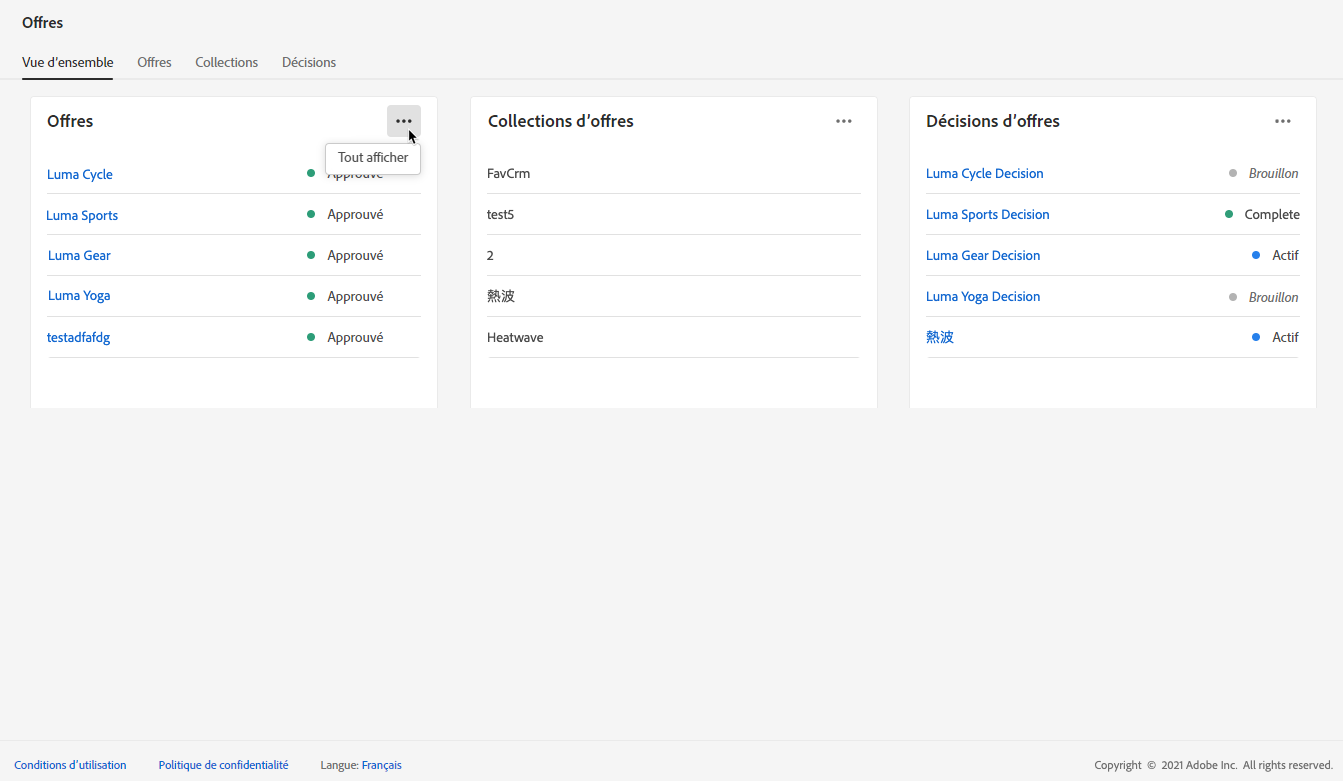 Offres
Vue d'ensemble Offres Collections Décisions
Offres ••• 
Tout afficher
Luma Cycle Approuvé
Luma Sports Approuvé
Luma Gear Approuvé
Luma Yoga Approuvé
testadfafdg Approuvé
Collections d'offres •••
FavCrm
test5
2
熱波
Heatwave
Décisions d'offres •••
Luma Cycle Decision Brouillon
Luma Sports Decision Complete
Luma Gear Decision Actif
Luma Yoga Decision Brouillon
熱波 Actif
Conditions d'utilisation Politique de confidentialité Langue: Français Copyright © 2021 Adobe Inc. All rights reserved.